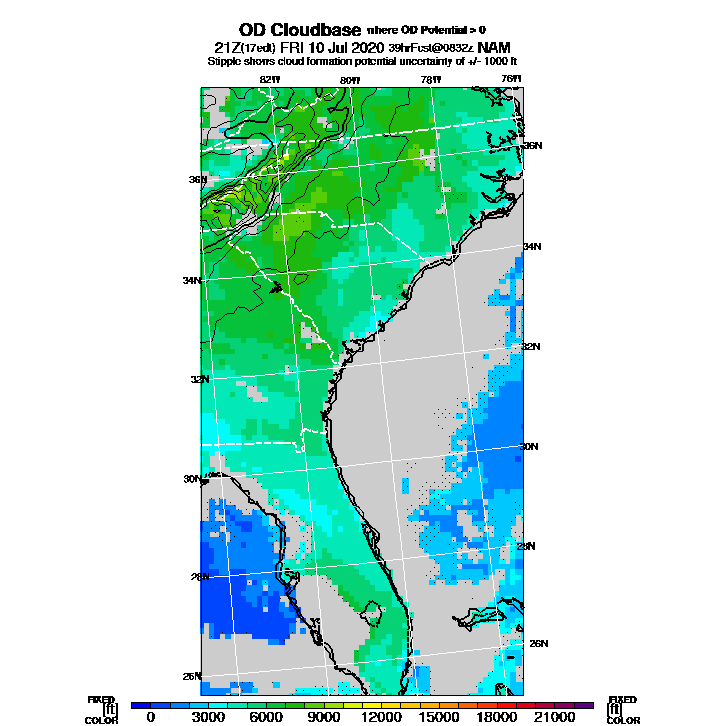 OD Cloudbase where OD Potential > 0
21Z(17edt) FRI 10 Jul 2020 39hrFcst@0832z NAM
Stipple shows cloud formation potential uncertainty of +/- 1000 ft
82W 80W 78W 76W
36N
36N
34N
34N
32N
32N
30N
30N
28N
28N
26N
26N
FIXED FIXED
[ft] [ft]
COLOR COLOR
0 3000 6000 9000 12000 15000 18000 21000